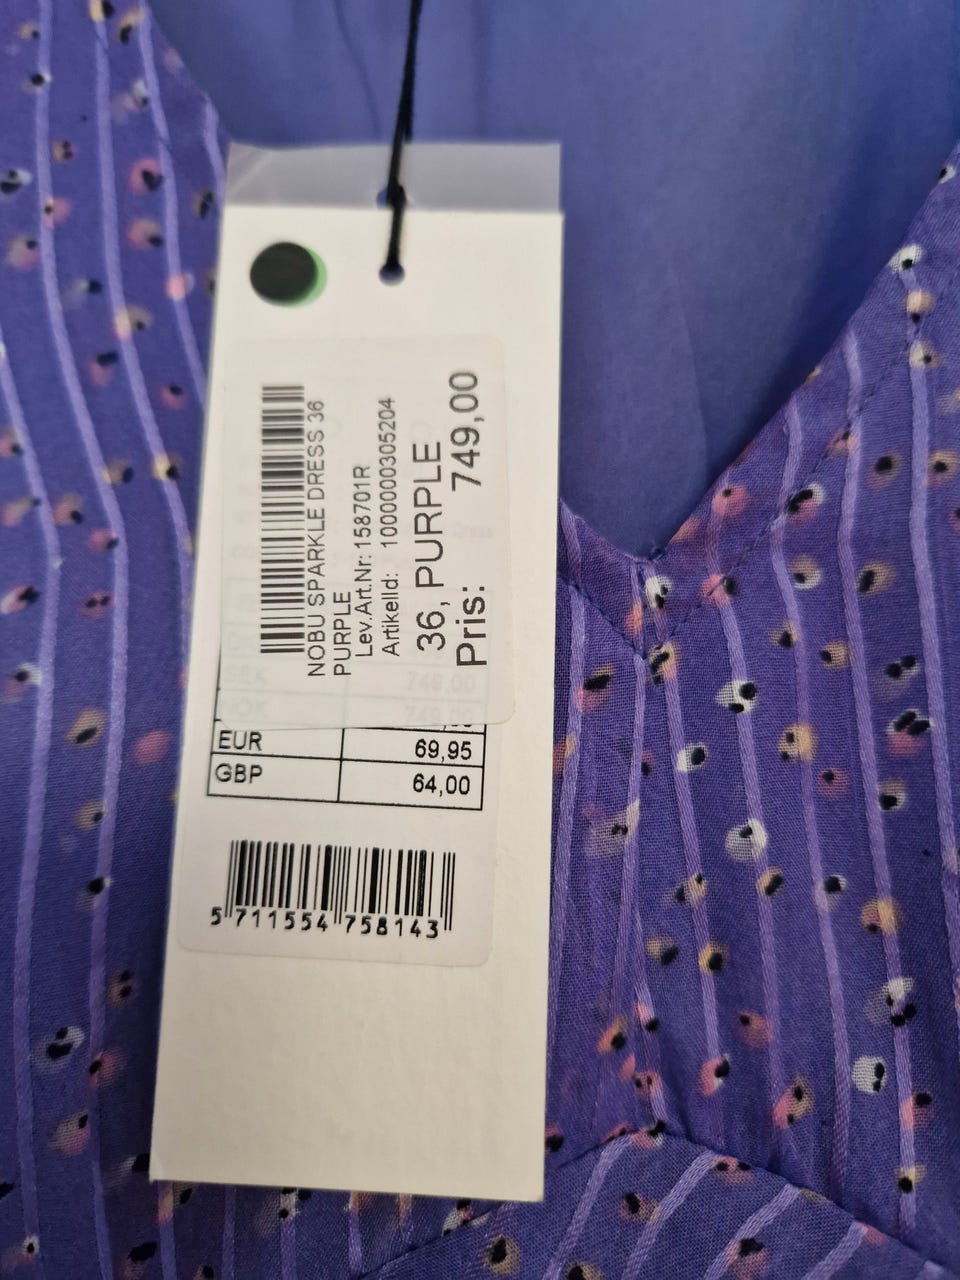 NOBU SPARKLE DRESS 36
PURPLE
Lev.Art.Nr: 158701R
ArtikelId: 1000000305204
36, PURPLE
Pris: 749,00
SEK 749,00
NOK
EUR 69,95
GBP 64,00
5 711554 758143